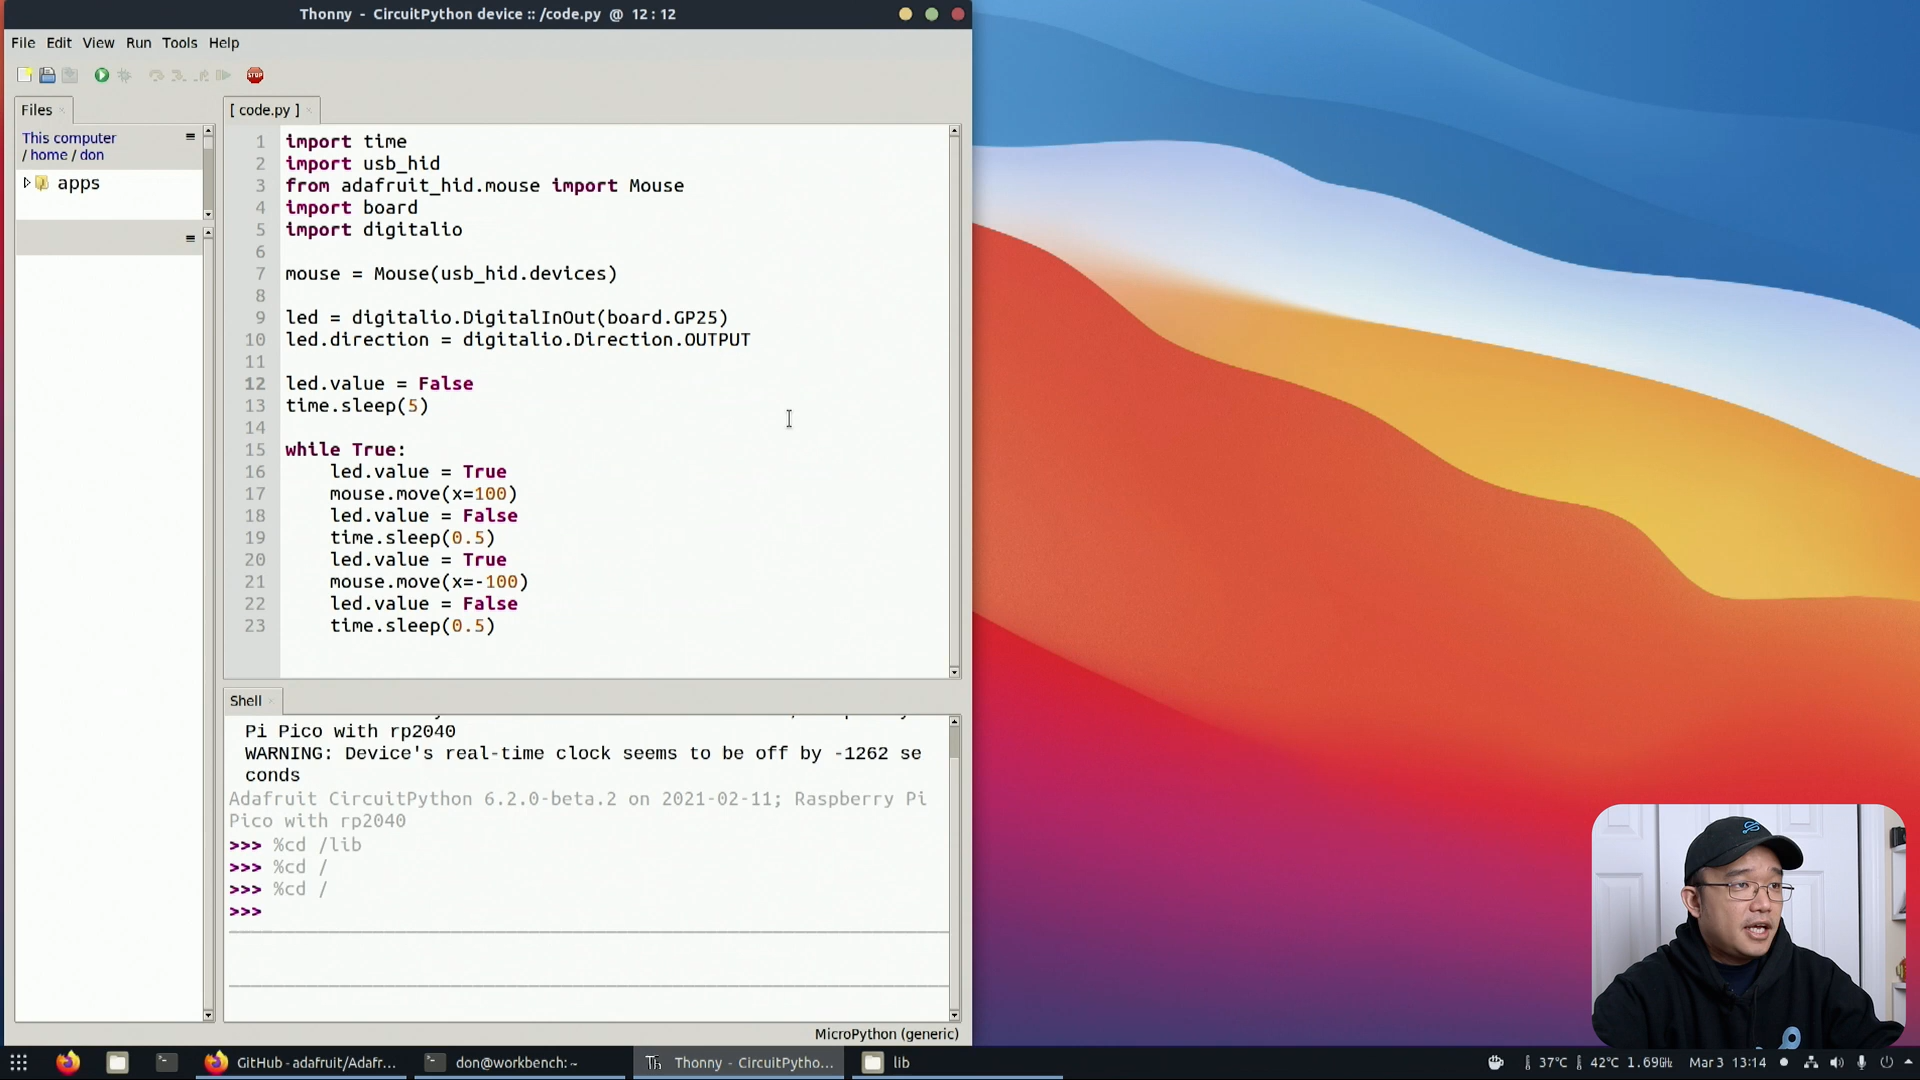 Thonny - CircuitPython device :: /code.py @ 12 : 12
File Edit View Run Tools Help
STOP
Files
[ code.py ]
This computer
/ home / don
apps
1 import time
2 import usb_hid
3 from adafruit_hid.mouse import Mouse
4 import board
5 import digitalio
6
7 mouse = Mouse(usb_hid.devices)
8
9 led = digitalio.DigitalInOut(board.GP25)
10 led.direction = digitalio.Direction.OUTPUT
11
12 led.value = False
13 time.sleep(5)
14
15 while True:
16     led.value = True
17     mouse.move(x=100)
18     led.value = False
19     time.sleep(0.5)
20     led.value = True
21     mouse.move(x=-100)
22     led.value = False
23     time.sleep(0.5)
Shell
Pi Pico with rp2040
WARNING: Device's real-time clock seems to be off by -1262 se
conds
Adafruit CircuitPython 6.2.0-beta.2 on 2021-02-11; Raspberry Pi
Pico with rp2040
>>> %cd /lib
>>> %cd /
>>> %cd /
>>>
MicroPython (generic)
GitHub - adafruit/Adafr... don@workbench: ~ Th Thonny - CircuitPytho... lib 37°C 42°C 1.69GHz Mar 3 13:14